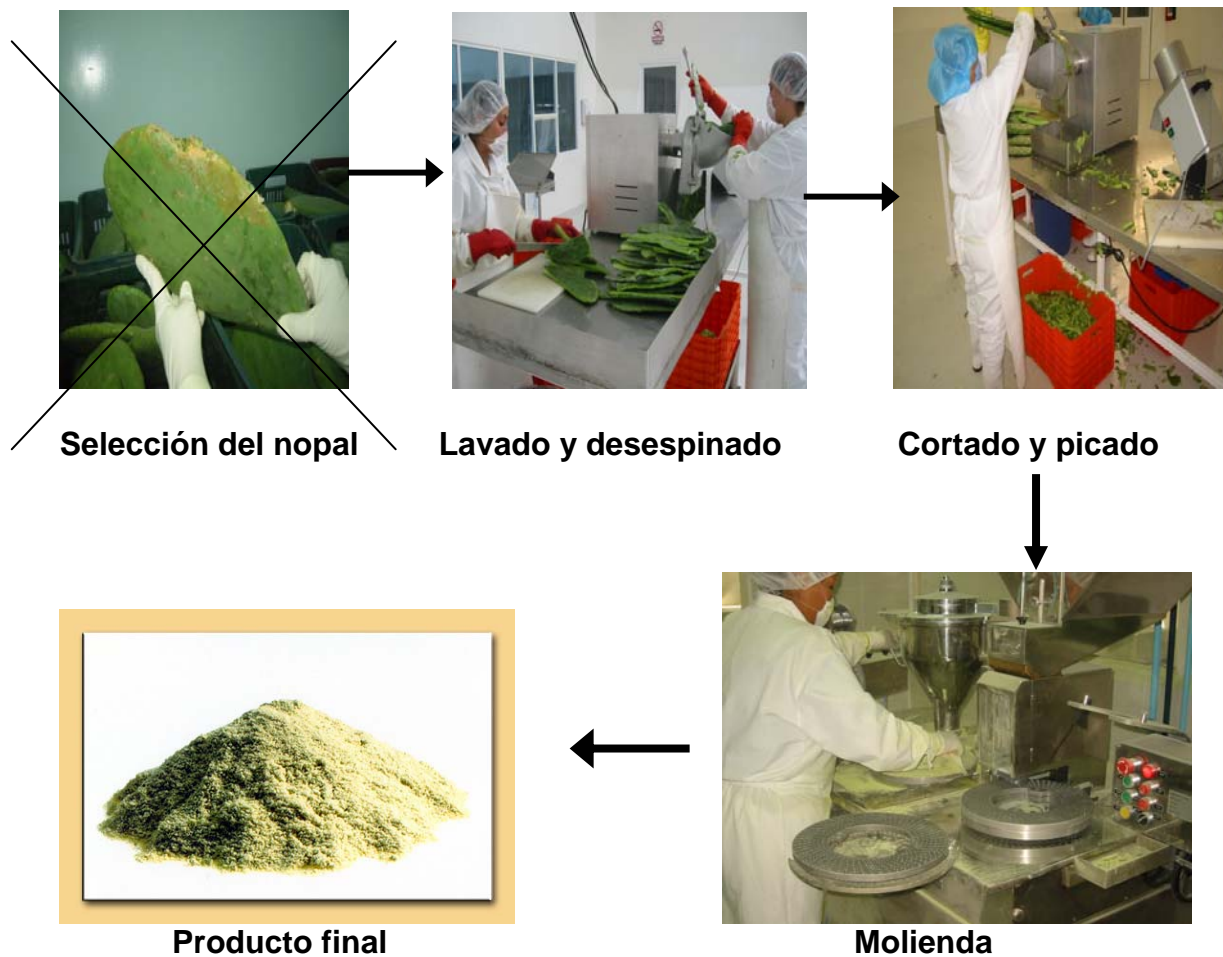 Selección del nopal
Lavado y desespinado
Cortado y picado
Molienda
Producto final